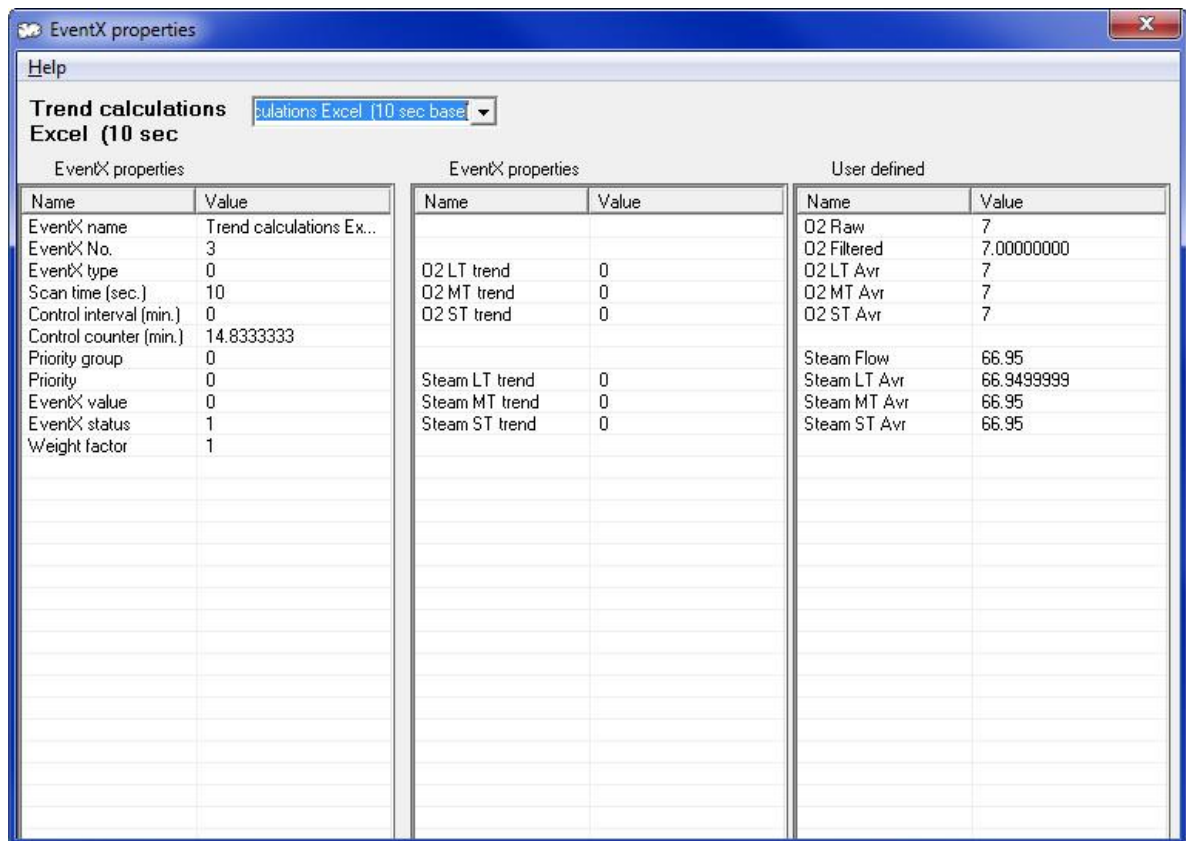 EventX properties
Help
Trend calculations
Excel (10 sec
culations Excel (10 sec base)
EventX properties
Name Value
EventX name Trend calculations Ex...
EventX No. 3
EventX type 0
Scan time (sec.) 10
Control interval (min.) 0
Control counter (min.) 14.8333333
Priority group 0
Priority 0
EventX value 0
EventX status 1
Weight factor 1
EventX properties
Name Value
O2 LT trend 0
O2 MT trend 0
O2 ST trend 0
Steam LT trend 0
Steam MT trend 0
Steam ST trend 0
User defined
Name Value
O2 Raw 7
O2 Filtered 7.00000000
O2 LT Avr 7
O2 MT Avr 7
O2 ST Avr 7
Steam Flow 66.95
Steam LT Avr 66.9499999
Steam MT Avr 66.95
Steam ST Avr 66.95